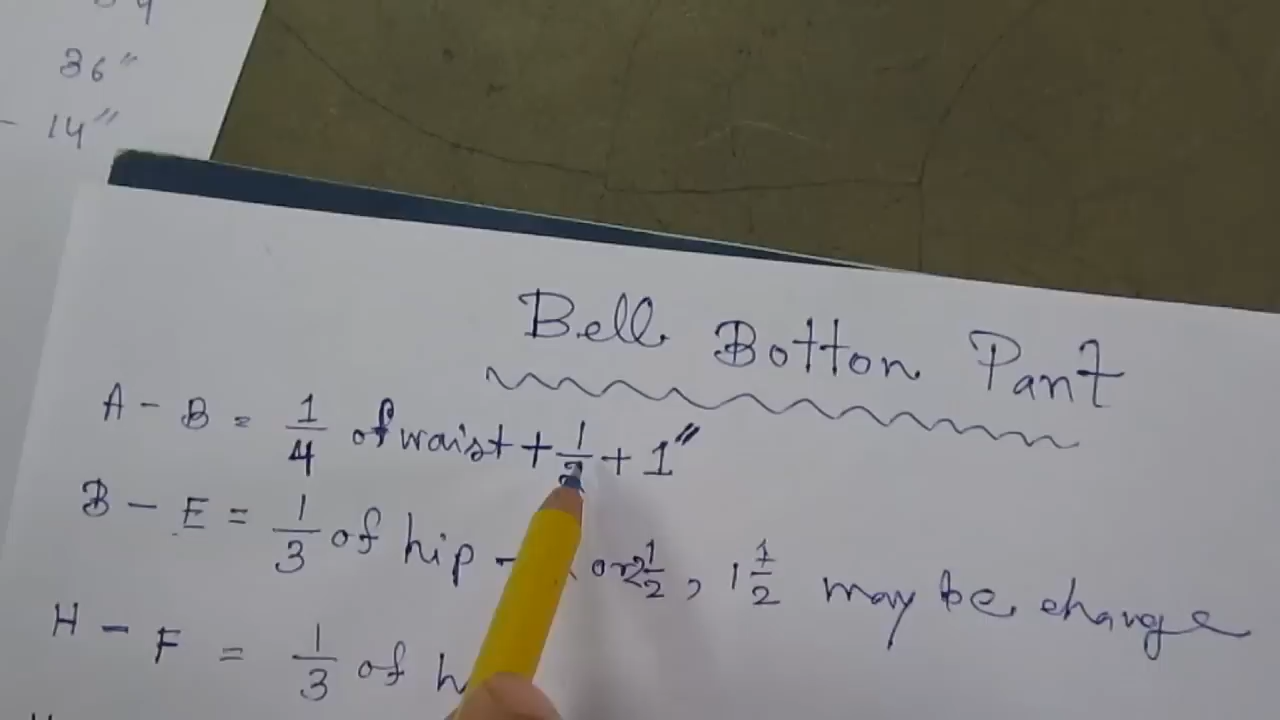 36"
- 14"
Bell Botton Pant
A - B = 1/4 of waist + 1/2 + 1"
B - E = 1/3 of hip - or 2 1/2, 1 1/2 may be change
H - F = 1/3 of h